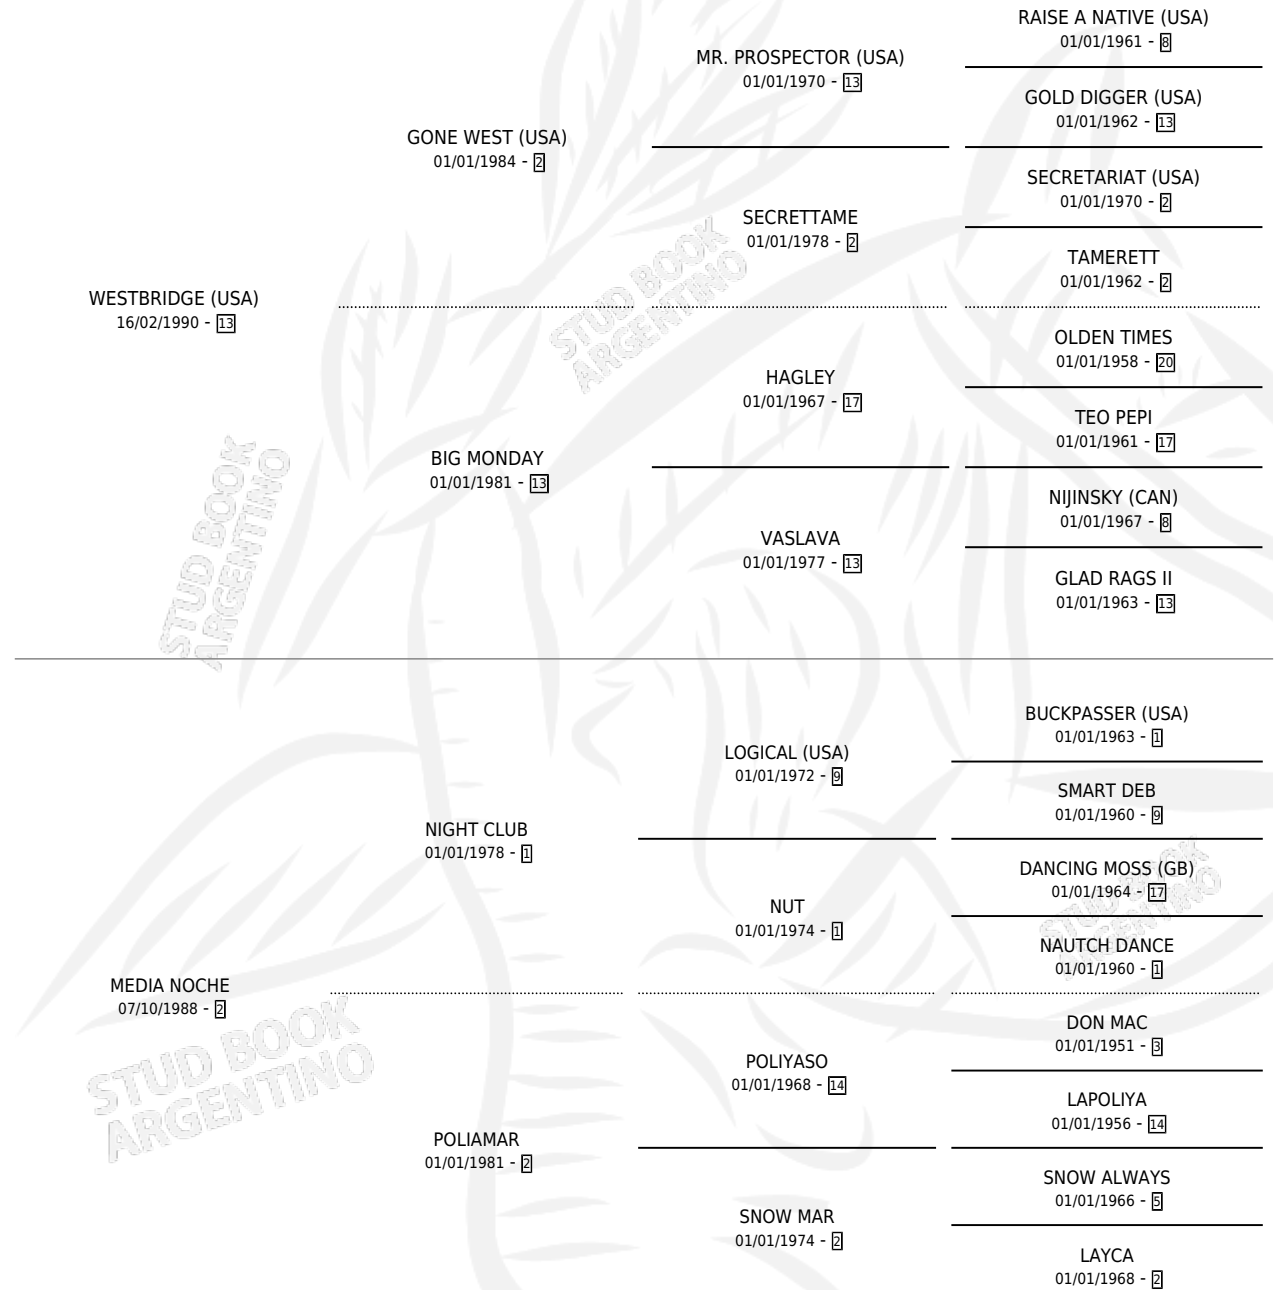 RAISE A NATIVE (USA)
01/01/1961 - 8
MR. PROSPECTOR (USA)
01/01/1970 - 13
GOLD DIGGER (USA)
01/01/1962 - 13
GONE WEST (USA)
01/01/1984 - 2
SECRETARIAT (USA)
01/01/1970 - 2
SECRETTAME
01/01/1978 - 2
TAMERETT
01/01/1962 - 2
WESTBRIDGE (USA)
16/02/1990 - 13
OLDEN TIMES
01/01/1958 - 20
HAGLEY
01/01/1967 - 17
TEO PEPI
01/01/1961 - 17
BIG MONDAY
01/01/1981 - 13
NIJINSKY (CAN)
01/01/1967 - 8
VASLAVA
01/01/1977 - 13
GLAD RAGS II
01/01/1963 - 13
BUCKPASSER (USA)
01/01/1963 - 1
LOGICAL (USA)
01/01/1972 - 9
SMART DEB
01/01/1960 - 9
NIGHT CLUB
01/01/1978 - 1
DANCING MOSS (GB)
01/01/1964 - 17
NUT
01/01/1974 - 1
NAUTCH DANCE
01/01/1960 - 1
MEDIA NOCHE
07/10/1988 - 2
DON MAC
01/01/1951 - 3
POLIYASO
01/01/1968 - 14
LAPOLIYA
01/01/1956 - 14
POLIAMAR
01/01/1981 - 2
SNOW ALWAYS
01/01/1966 - 5
SNOW MAR
01/01/1974 - 2
LAYCA
01/01/1968 - 2
STUD BOOK
ARGENTINO
STUD BOOK
ARGENTINO
STUD BOOK
ARGENTINO
STUD BOOK
ARGENTINO